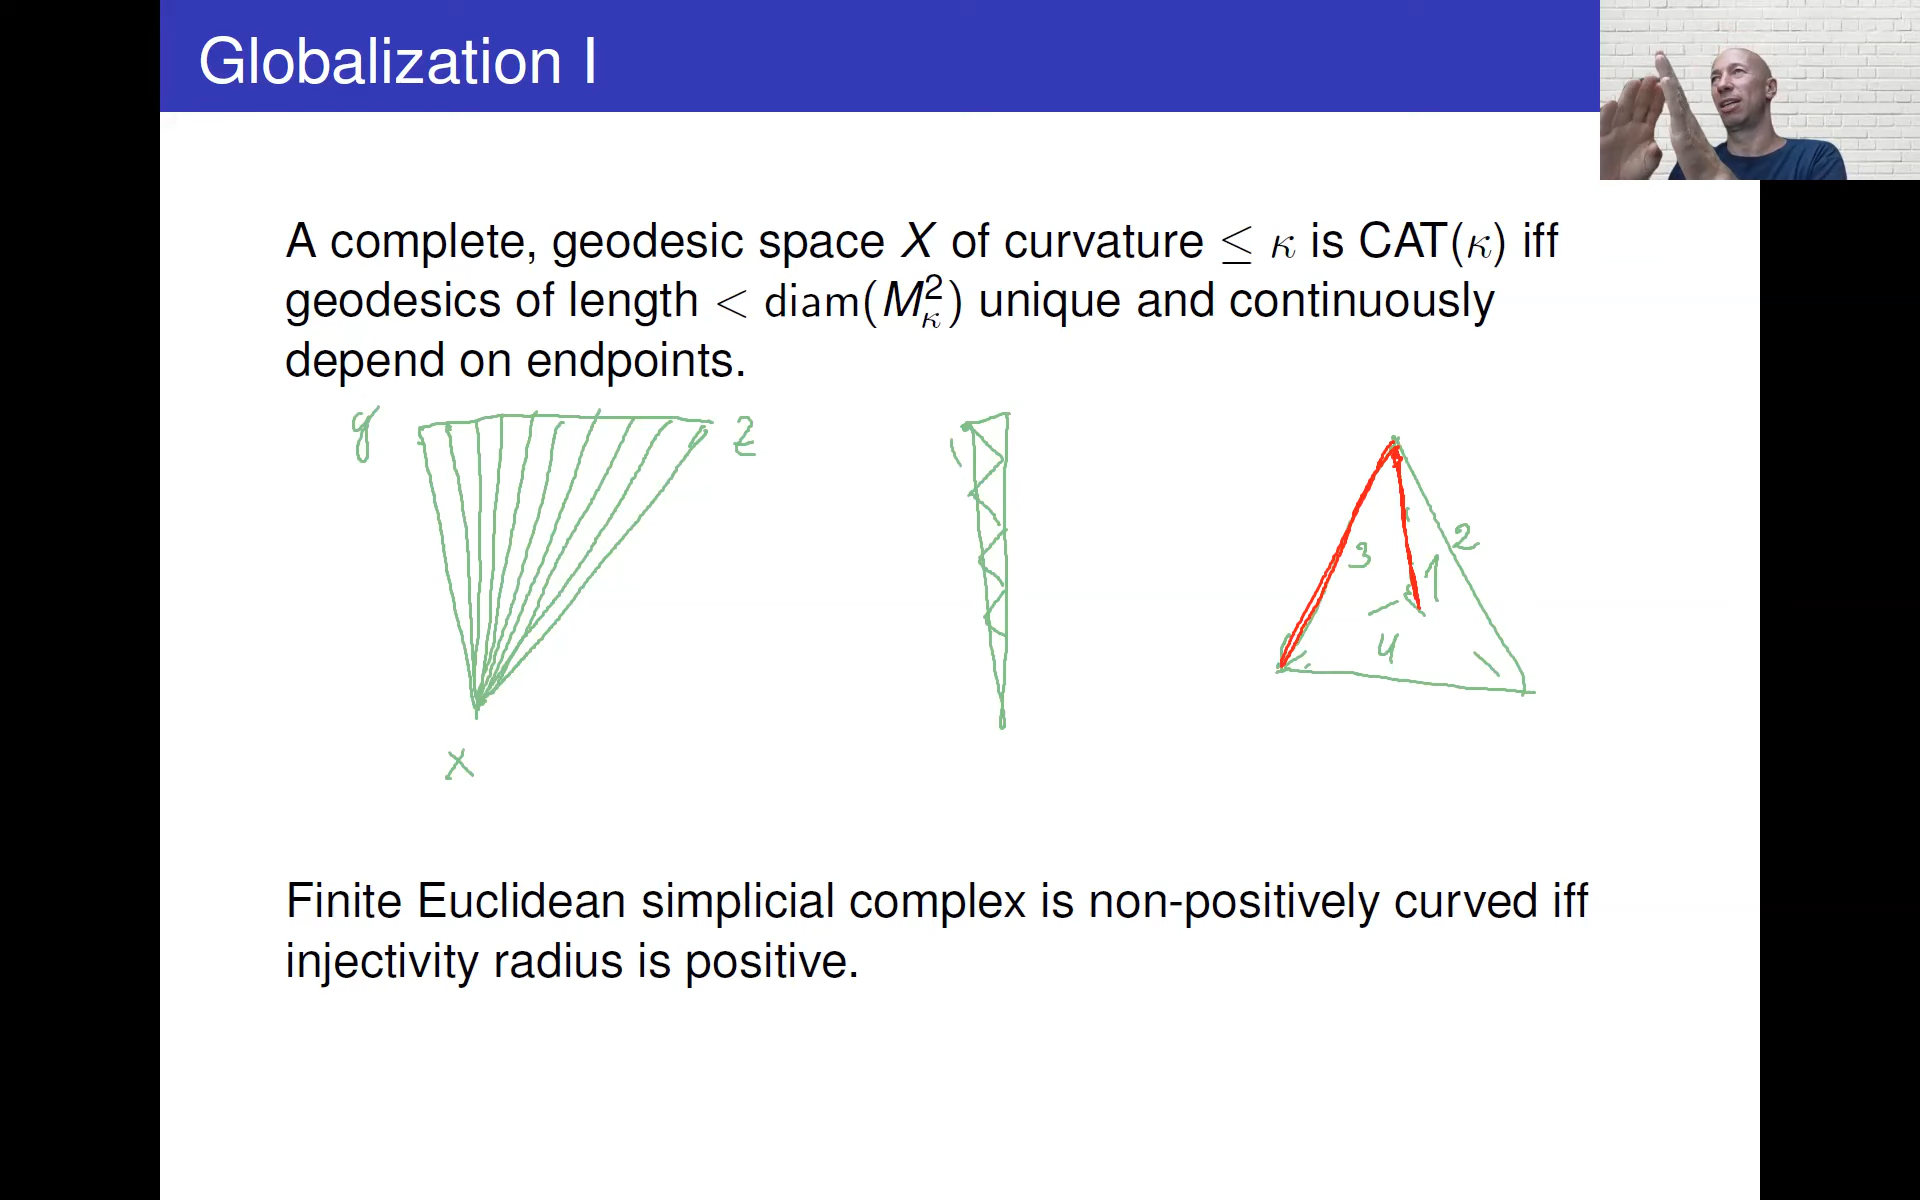 Globalization I
A complete, geodesic space X of curvature ≤ κ is CAT(κ) iff
geodesics of length < diam(M²_κ) unique and continuously
depend on endpoints.
y z
2
3 1
4
x
Finite Euclidean simplicial complex is non-positively curved iff
injectivity radius is positive.